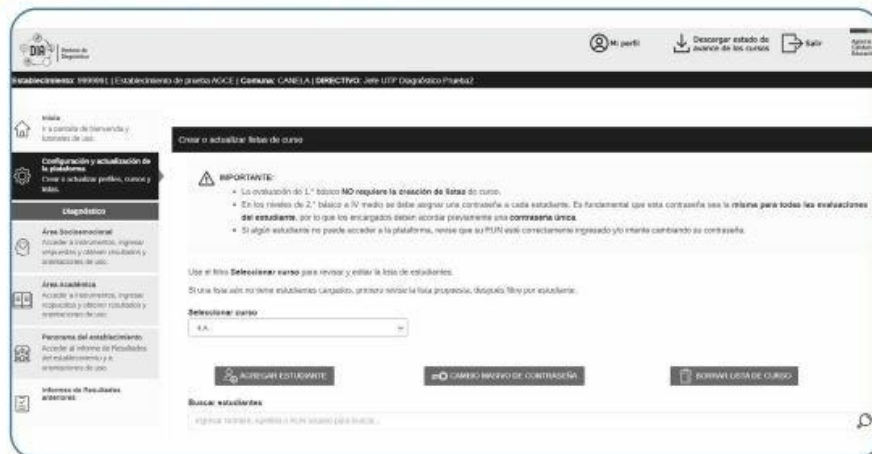 DIA
Diagnóstico
Mi perfil
Descargar estado de
avance de los cursos
Salir
Establecimiento: 9999991 | Establecimiento de prueba AGCE | Comuna: CANELA | DIRECTIVO: Jefe UTP Diagnóstico Prueba2
Inicio
Ir a pantalla de bienvenida y
tutoriales de uso.
Configuración y actualización de
la plataforma
Crear o actualizar perfiles, cursos y
listas.
Diagnóstico
Área Socioemocional
Acceder a instrumentos, ingresar
respuestas y obtener resultados y
orientaciones de uso.
Área Académica
Acceder a instrumentos, ingresar
respuestas y obtener resultados y
orientaciones de uso.
Panorama del establecimiento
Acceder al informe de Resultados
del establecimiento y a
orientaciones de uso.
Informes de Resultados
anteriores
Crear o actualizar listas de curso
IMPORTANTE:
• La evaluación de 1.° básico NO requiere la creación de listas de curso.
• En los niveles de 2.° básico a IV medio se debe asignar una contraseña a cada estudiante. Es fundamental que esta contraseña sea la misma para todas las evaluaciones
del estudiante, por lo que los encargados deben acordar previamente una contraseña única.
• Si algún estudiante no puede acceder a la plataforma, revise que su RUN esté correctamente ingresado y/o intente cambiando su contraseña.
Use el filtro Seleccionar curso para revisar y editar la lista de estudiantes.
Si una lista aún no tiene estudiantes cargados, primero revise la lista propuesta, después filtre por estudiante.
Seleccionar curso
4.A.
AGREGAR ESTUDIANTE
CAMBIO MASIVO DE CONTRASEÑA
BORRAR LISTA DE CURSO
Buscar estudiantes
Ingresar nombre, apellido o RUN usuario para buscar...